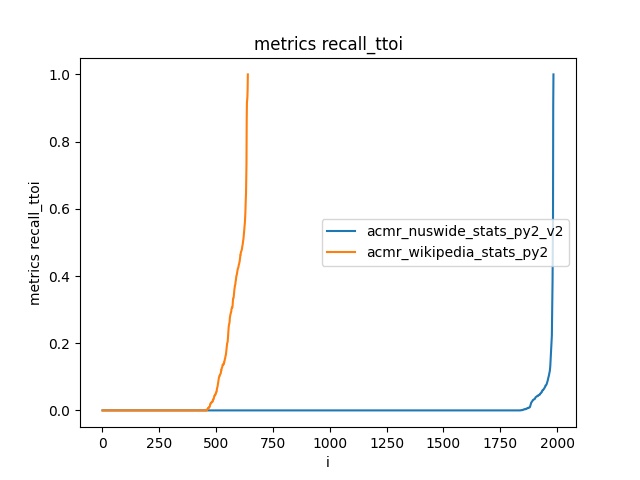 metrics recall_ttoi
metrics recall_ttoi
1.0
0.8
0.6
0.4
0.2
0.0
acmr_nuswide_stats_py2_v2
acmr_wikipedia_stats_py2
0 250 500 750 1000 1250 1500 1750 2000
i